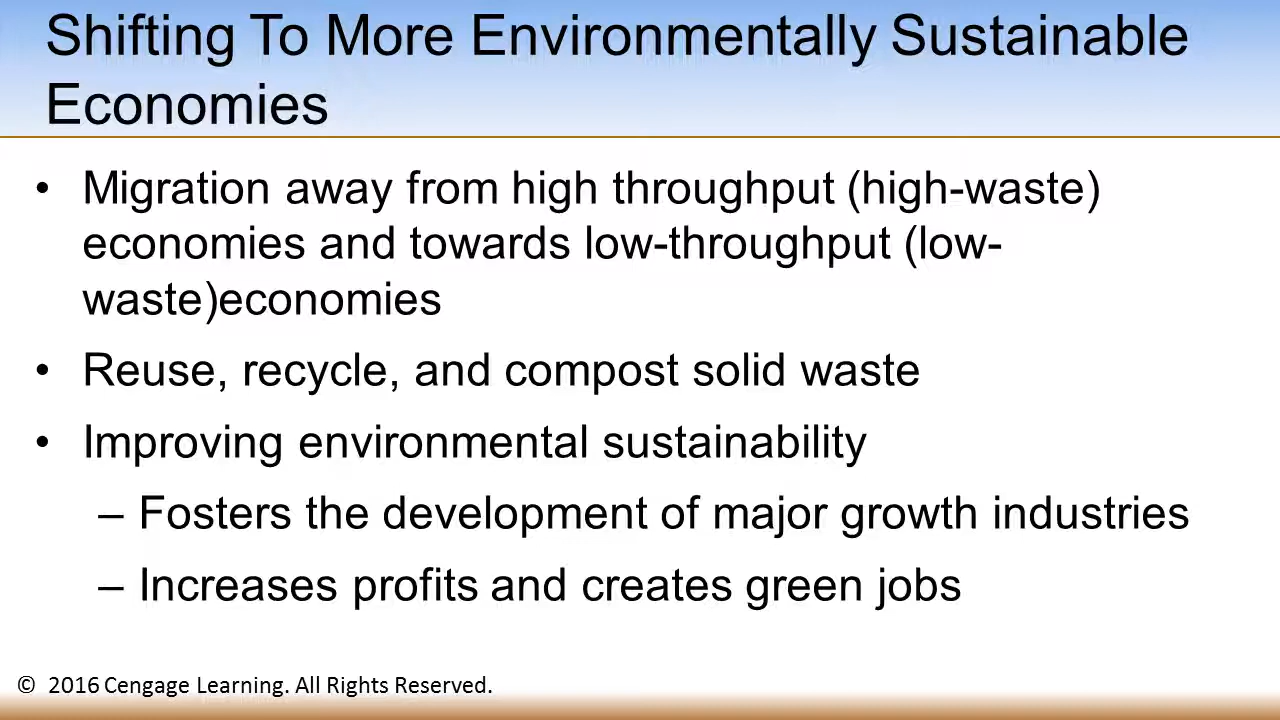 Shifting To More Environmentally Sustainable
Economies
• Migration away from high throughput (high-waste)
economies and towards low-throughput (low-
waste)economies
• Reuse, recycle, and compost solid waste
• Improving environmental sustainability
– Fosters the development of major growth industries
– Increases profits and creates green jobs
© 2016 Cengage Learning. All Rights Reserved.